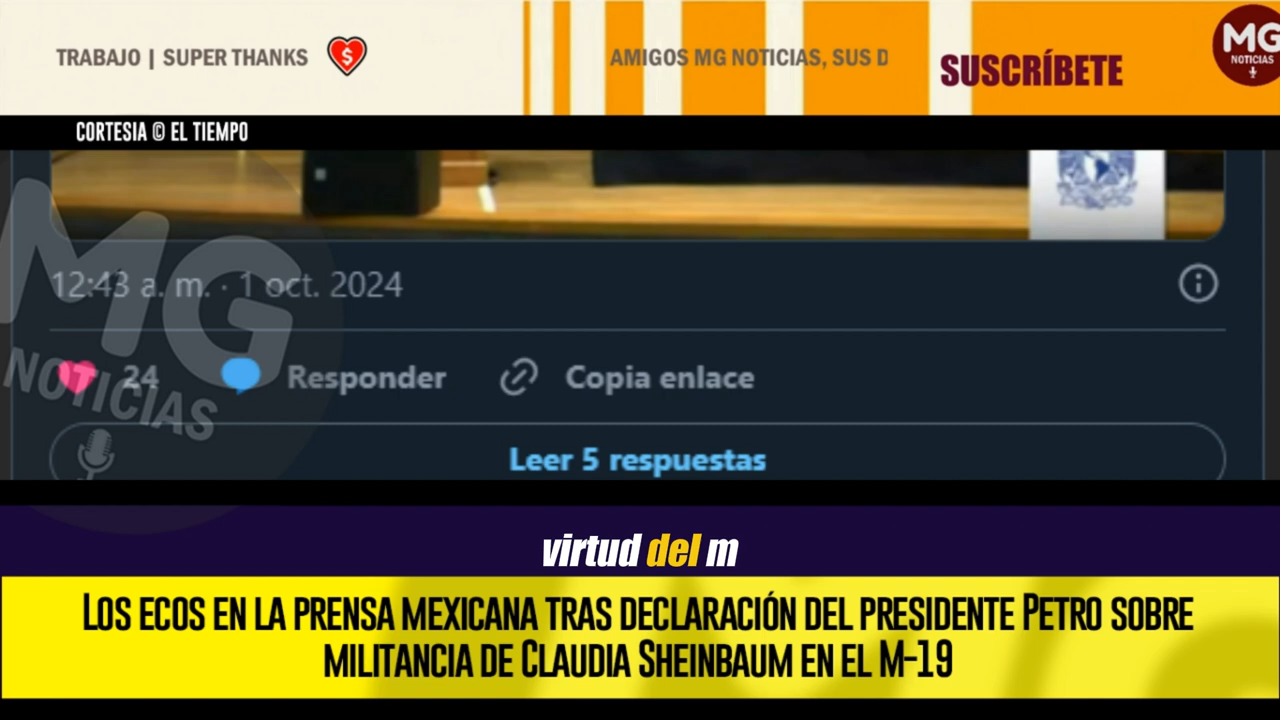 TRABAJO | SUPER THANKS
AMIGOS MG NOTICIAS, SUS D
SUSCRÍBETE
MG
NOTICIAS
CORTESIA © EL TIEMPO
12:43 a. m. · 1 oct. 2024
24 Responder Copia enlace
MG
NOTICIAS
Leer 5 respuestas
virtud del m
LOS ECOS EN LA PRENSA MEXICANA TRAS DECLARACIÓN DEL PRESIDENTE PETRO SOBRE
MILITANCIA DE CLAUDIA SHEINBAUM EN EL M-19